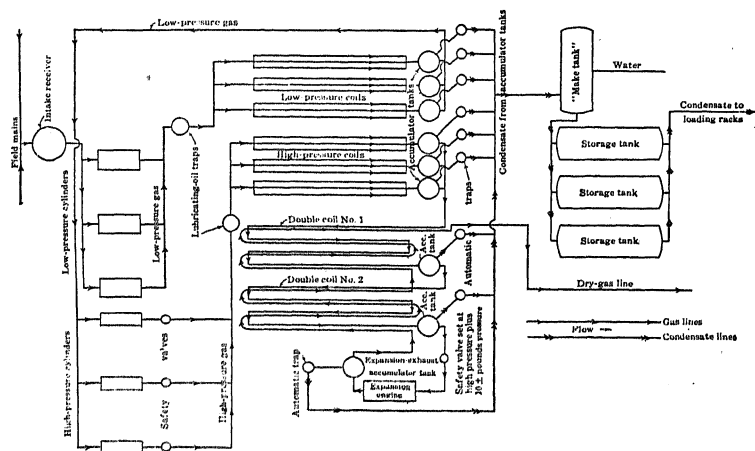 Low-pressure gas
Intake receiver
Field mains
Low-pressure cylinders
Low-pressure gas
Lubricating-oil traps
Low-pressure coils
High-pressure coils
Accumulator tanks
Accumulator tanks
traps
Automatic
Condensate from accumulator tanks
"Make tank"
Water
Condensate to
loading racks
Storage tank
Storage tank
Storage tank
Double coil No. 1
Acc.
tank
Double coil No. 2
Acc.
tank
Dry-gas line
Flow
Gas lines
Condensate lines
High-pressure cylinders
Safety valves
High-pressure gas
Automatic trap
Expansion-exhaust
accumulator tank
Expansion
engine
Safety valve set at
high pressure plus
10 ± pounds pressure